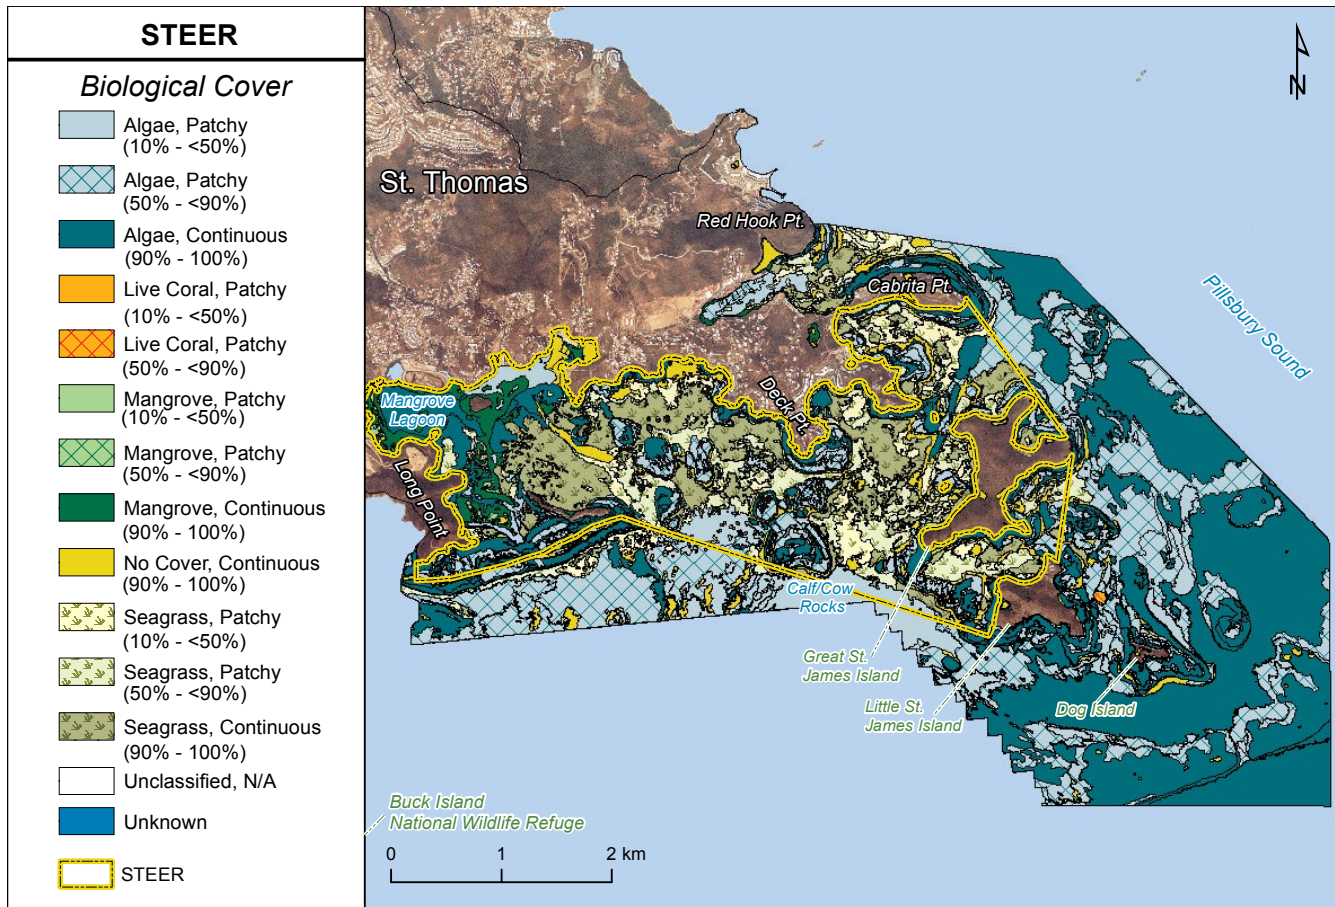 STEER
Biological Cover
Algae, Patchy
(10% - <50%)
Algae, Patchy
(50% - <90%)
Algae, Continuous
(90% - 100%)
Live Coral, Patchy
(10% - <50%)
Live Coral, Patchy
(50% - <90%)
Mangrove, Patchy
(10% - <50%)
Mangrove, Patchy
(50% - <90%)
Mangrove, Continuous
(90% - 100%)
No Cover, Continuous
(90% - 100%)
Seagrass, Patchy
(10% - <50%)
Seagrass, Patchy
(50% - <90%)
Seagrass, Continuous
(90% - 100%)
Unclassified, N/A
Unknown
STEER
N
St. Thomas
Red Hook Pt.
Cabrita Pt.
Pillsbury Sound
Mangrove
Lagoon
Deck Pt.
Long Point
Calf/Cow
Rocks
Great St.
James Island
Little St.
James Island
Dog Island
Buck Island
National Wildlife Refuge
0 1 2 km